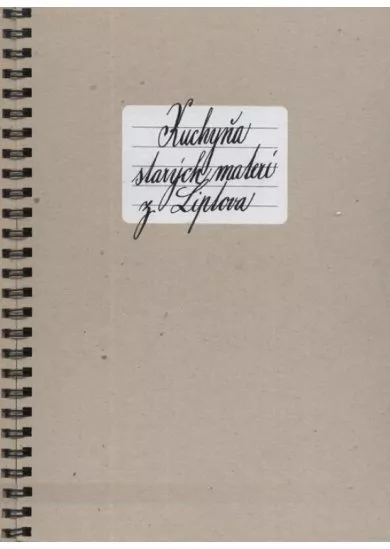 Kuchyňa
starých materí
z Liptova